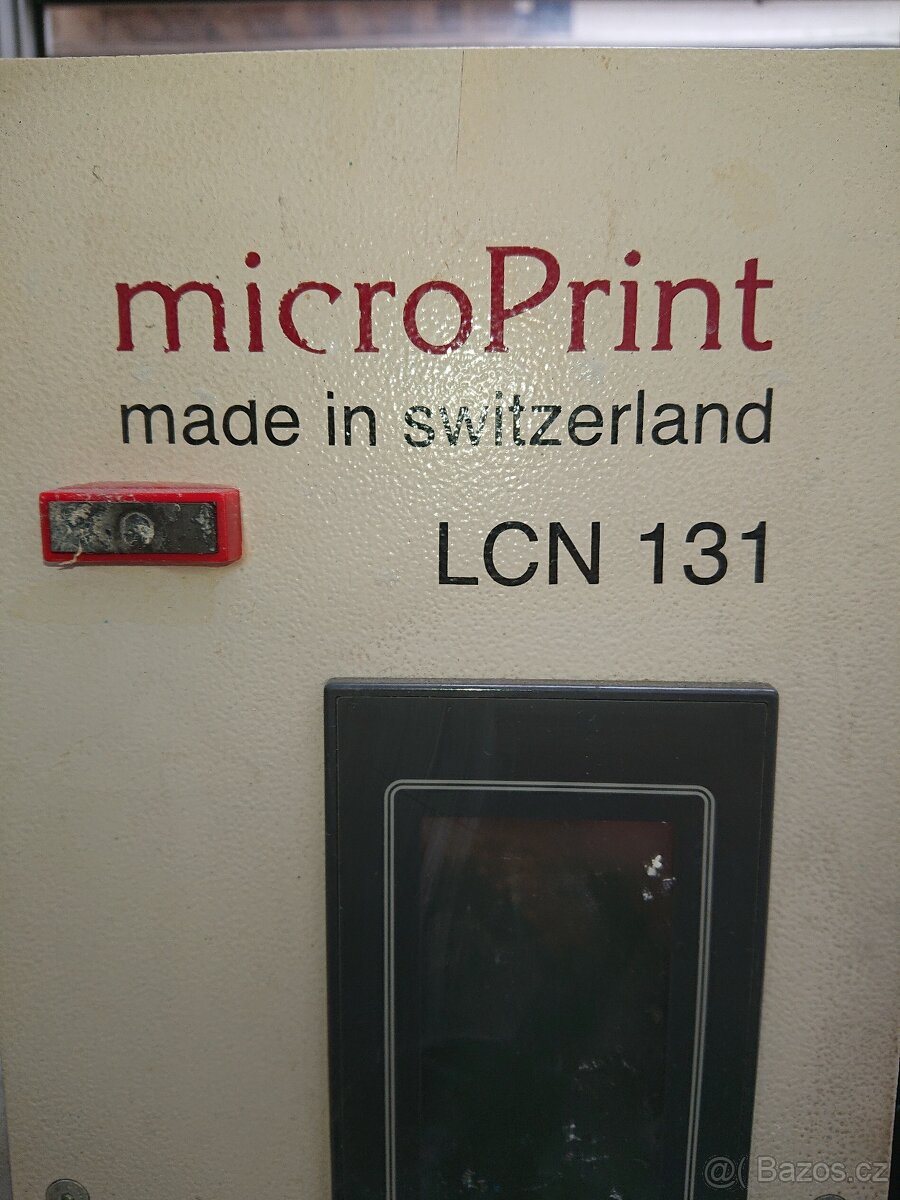 microPrint
made in switzerland
LCN 131
@( Bazos.cz